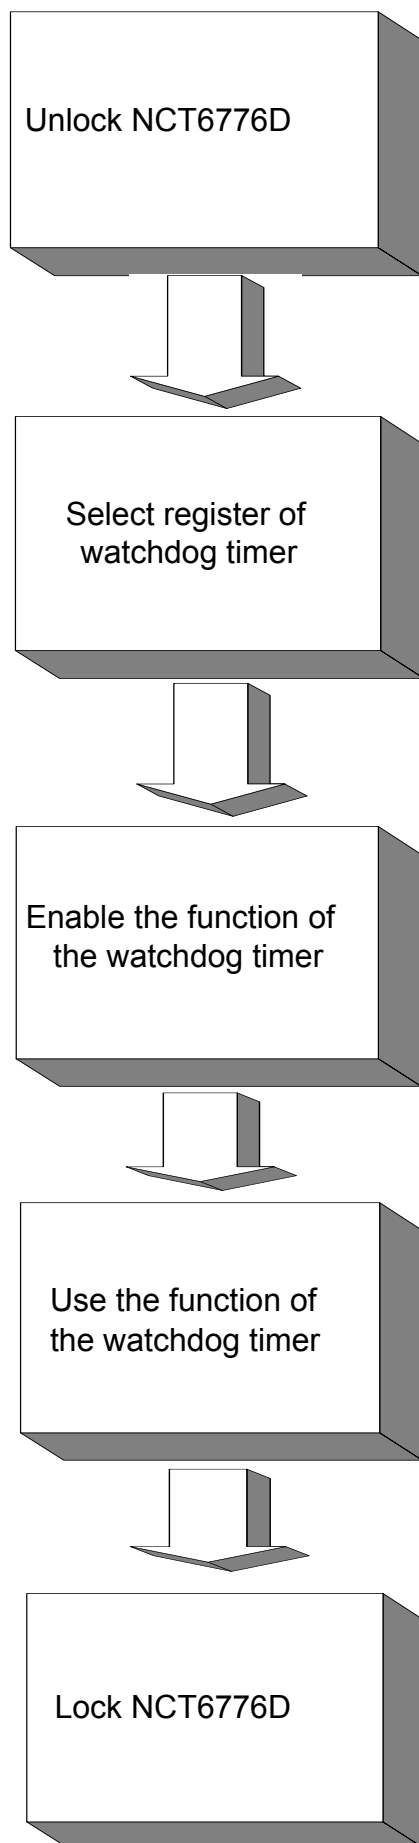 Unlock NCT6776D
Select register of
watchdog timer
Enable the function of
the watchdog timer
Use the function of
the watchdog timer
Lock NCT6776D